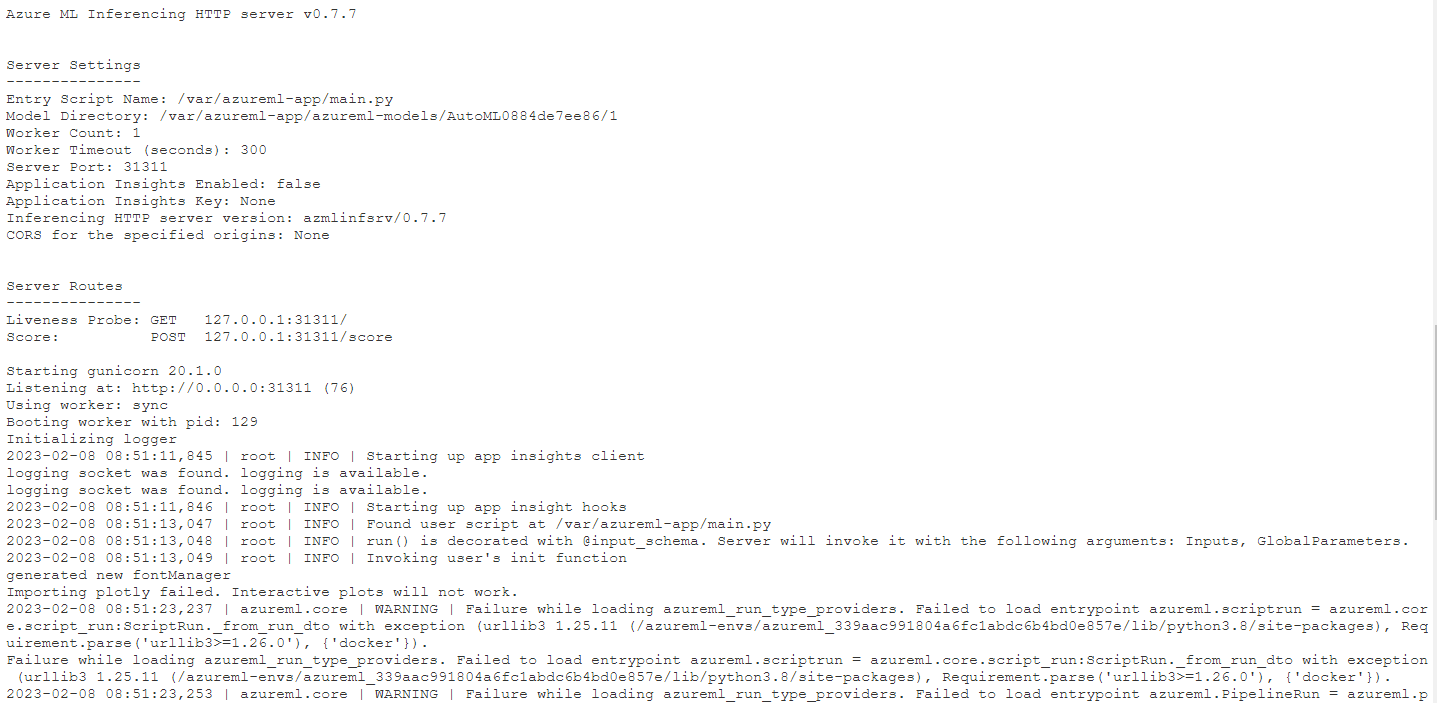 Azure ML Inferencing HTTP server v0.7.7
Server Settings
---------------
Entry Script Name: /var/azureml-app/main.py
Model Directory: /var/azureml-app/azureml-models/AutoML0884de7ee86/1
Worker Count: 1
Worker Timeout (seconds): 300
Server Port: 31311
Application Insights Enabled: false
Application Insights Key: None
Inferencing HTTP server version: azmlinfsrv/0.7.7
CORS for the specified origins: None
Server Routes
---------------
Liveness Probe: GET   127.0.0.1:31311/
Score:          POST  127.0.0.1:31311/score
Starting gunicorn 20.1.0
Listening at: http://0.0.0.0:31311 (76)
Using worker: sync
Booting worker with pid: 129
Initializing logger
2023-02-08 08:51:11,845 | root | INFO | Starting up app insights client
logging socket was found. logging is available.
logging socket was found. logging is available.
2023-02-08 08:51:11,846 | root | INFO | Starting up app insight hooks
2023-02-08 08:51:13,047 | root | INFO | Found user script at /var/azureml-app/main.py
2023-02-08 08:51:13,048 | root | INFO | run() is decorated with @input_schema. Server will invoke it with the following arguments: Inputs, GlobalParameters.
2023-02-08 08:51:13,049 | root | INFO | Invoking user's init function
generated new fontManager
Importing plotly failed. Interactive plots will not work.
2023-02-08 08:51:23,237 | azureml.core | WARNING | Failure while loading azureml_run_type_providers. Failed to load entrypoint azureml.scriptrun = azureml.cor
e.script_run:ScriptRun._from_run_dto with exception (urllib3 1.25.11 (/azureml-envs/azureml_339aac991804a6fc1abdc6b4bd0e857e/lib/python3.8/site-packages), Req
uirement.parse('urllib3>=1.26.0'), {'docker'}).
Failure while loading azureml_run_type_providers. Failed to load entrypoint azureml.scriptrun = azureml.core.script_run:ScriptRun._from_run_dto with exception
(urllib3 1.25.11 (/azureml-envs/azureml_339aac991804a6fc1abdc6b4bd0e857e/lib/python3.8/site-packages), Requirement.parse('urllib3>=1.26.0'), {'docker'}).
2023-02-08 08:51:23,253 | azureml.core | WARNING | Failure while loading azureml_run_type_providers. Failed to load entrypoint azureml.PipelineRun = azureml.p